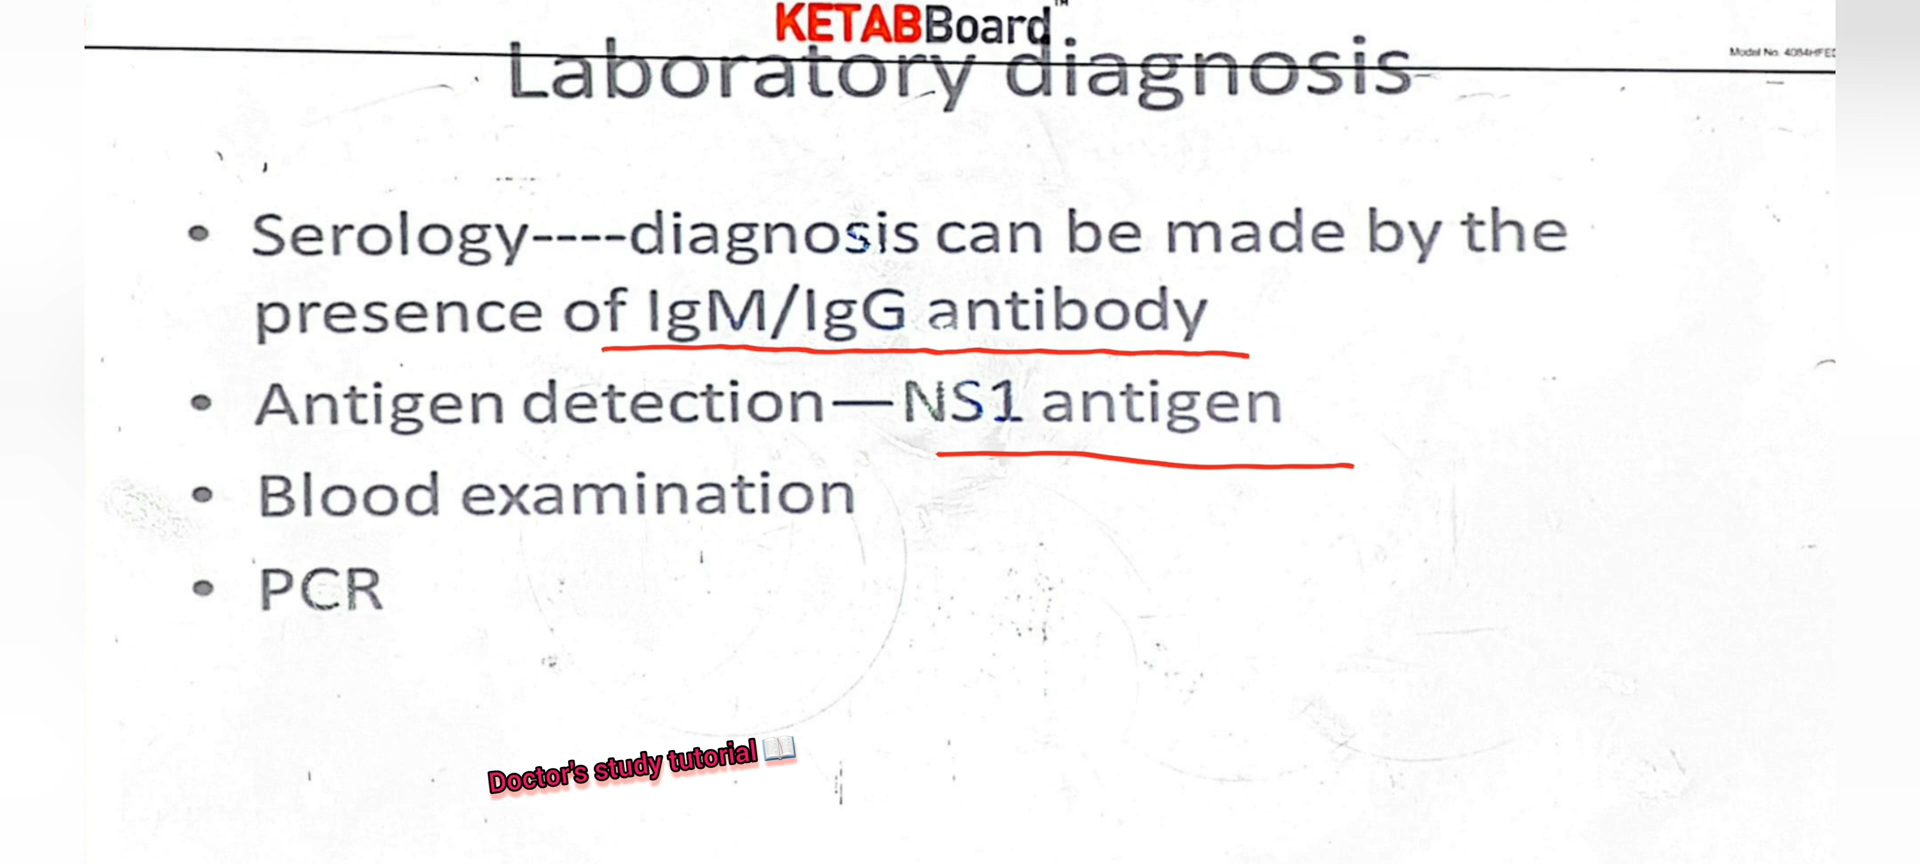 KETABBoard™
Model No. 4084HFED
Laboratory diagnosis
• Serology----diagnosis can be made by the
presence of IgM/IgG antibody
• Antigen detection—NS1 antigen
• Blood examination
• PCR
Doctor's study tutorial 📖